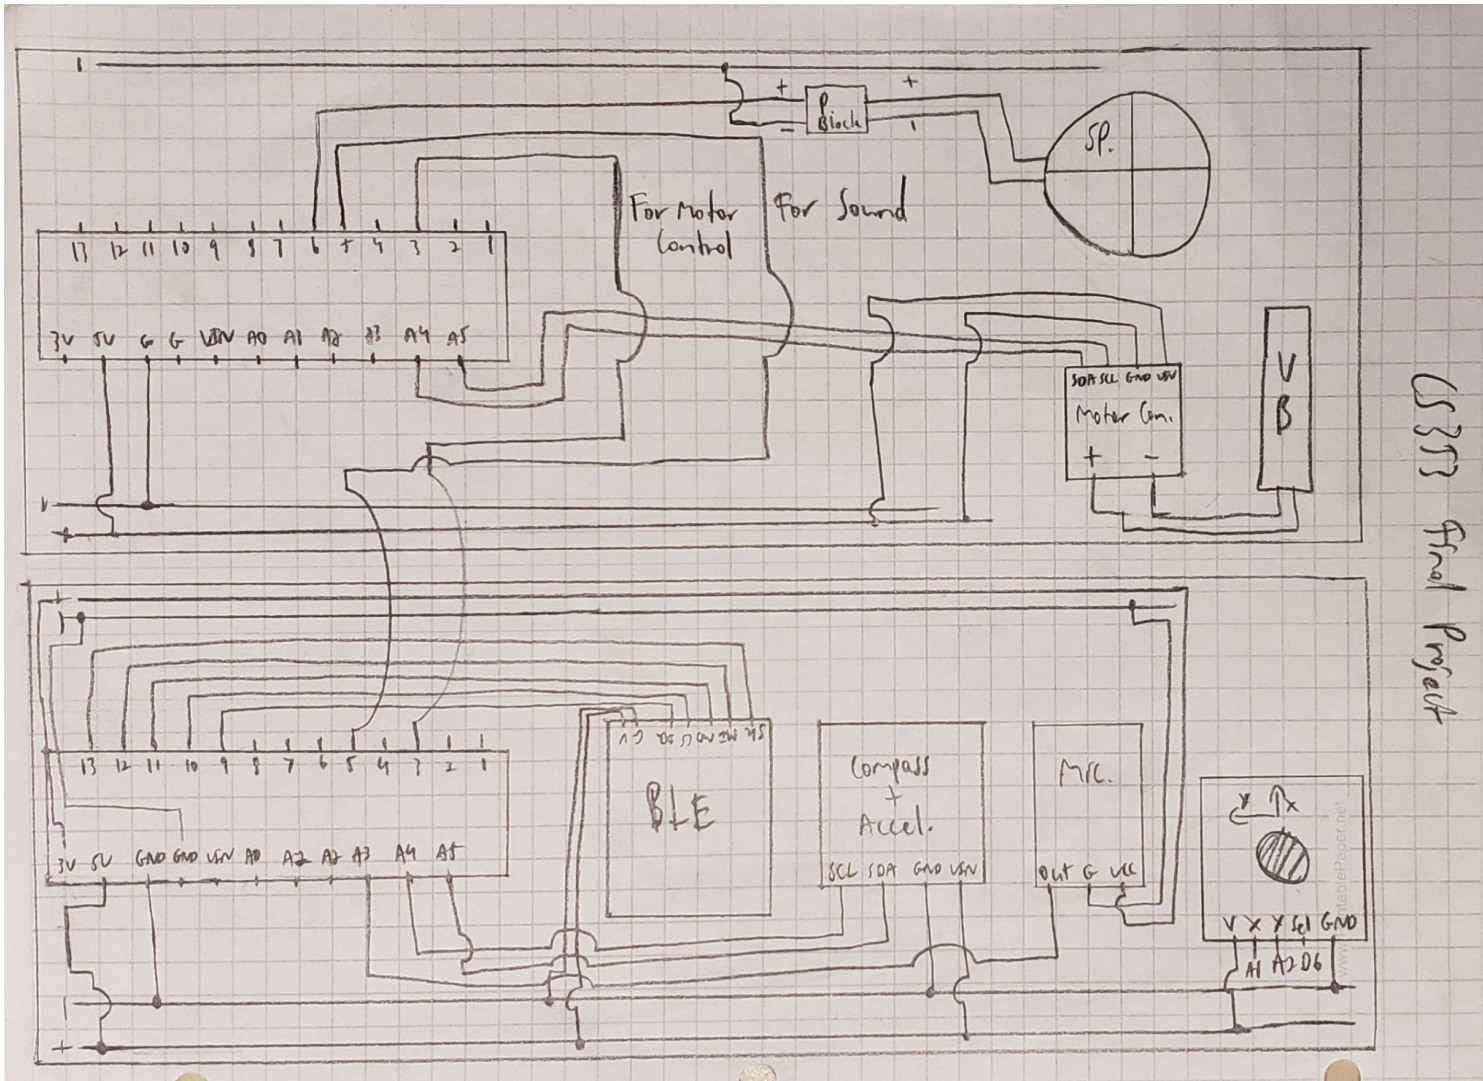 + +
P
Block
- -
SP.
For Motor
Control
For Sound
13 12 11 10 9 8 7 6 5 4 3 2 1
3V 5V G G VIN A0 A1 A2 A3 A4 A5
SDA SCL GND VIN
Motor Con.
+ -
V
B
+
+
13 12 11 10 9 8 7 6 5 4 3 2 1
BLE
Compass
+
Accel.
Mic.
Y X
3V 5V GND GND VIN A0 A2 A2 A3 A4 A5
SCL SDA GND VIN
OUT G VCC
V X Y Sel GND
A1 A2 D6
+
Final Project